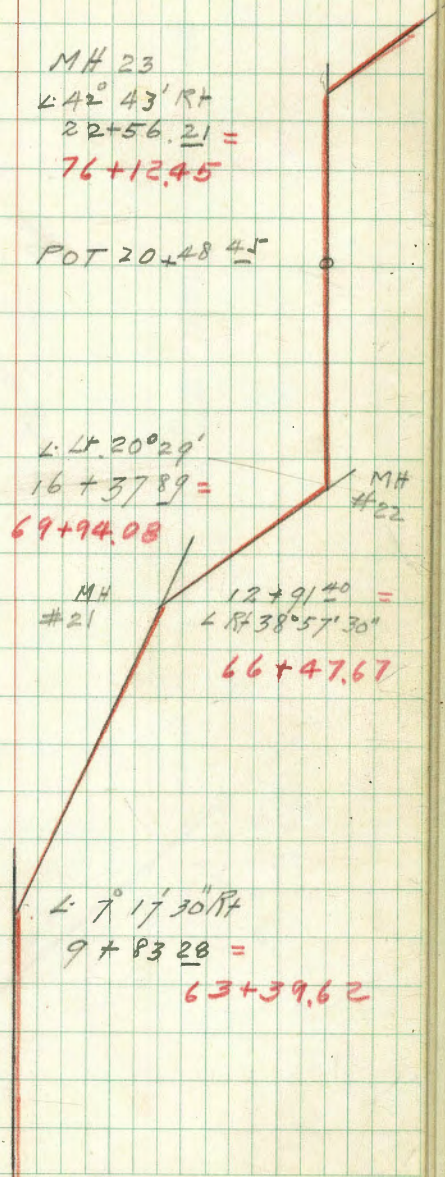 MH 23
∠ 42° 43' Rt
22+56.21 =
76+12.45
POT 20+48 45
∠ Lt. 20°29'
16+37 89 =
69+94.08
MH
#22
MH
#21
12+91 40 =
∠ Rt 38°57'30"
66+47.67
∠ 7° 17' 30" Rt
9+83 28 =
63+39.62